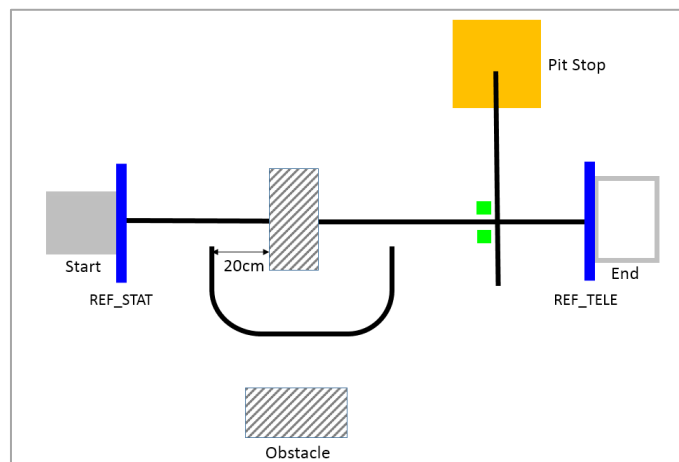 Pit Stop
20cm
Start
End
REF_STAT
REF_TELE
Obstacle